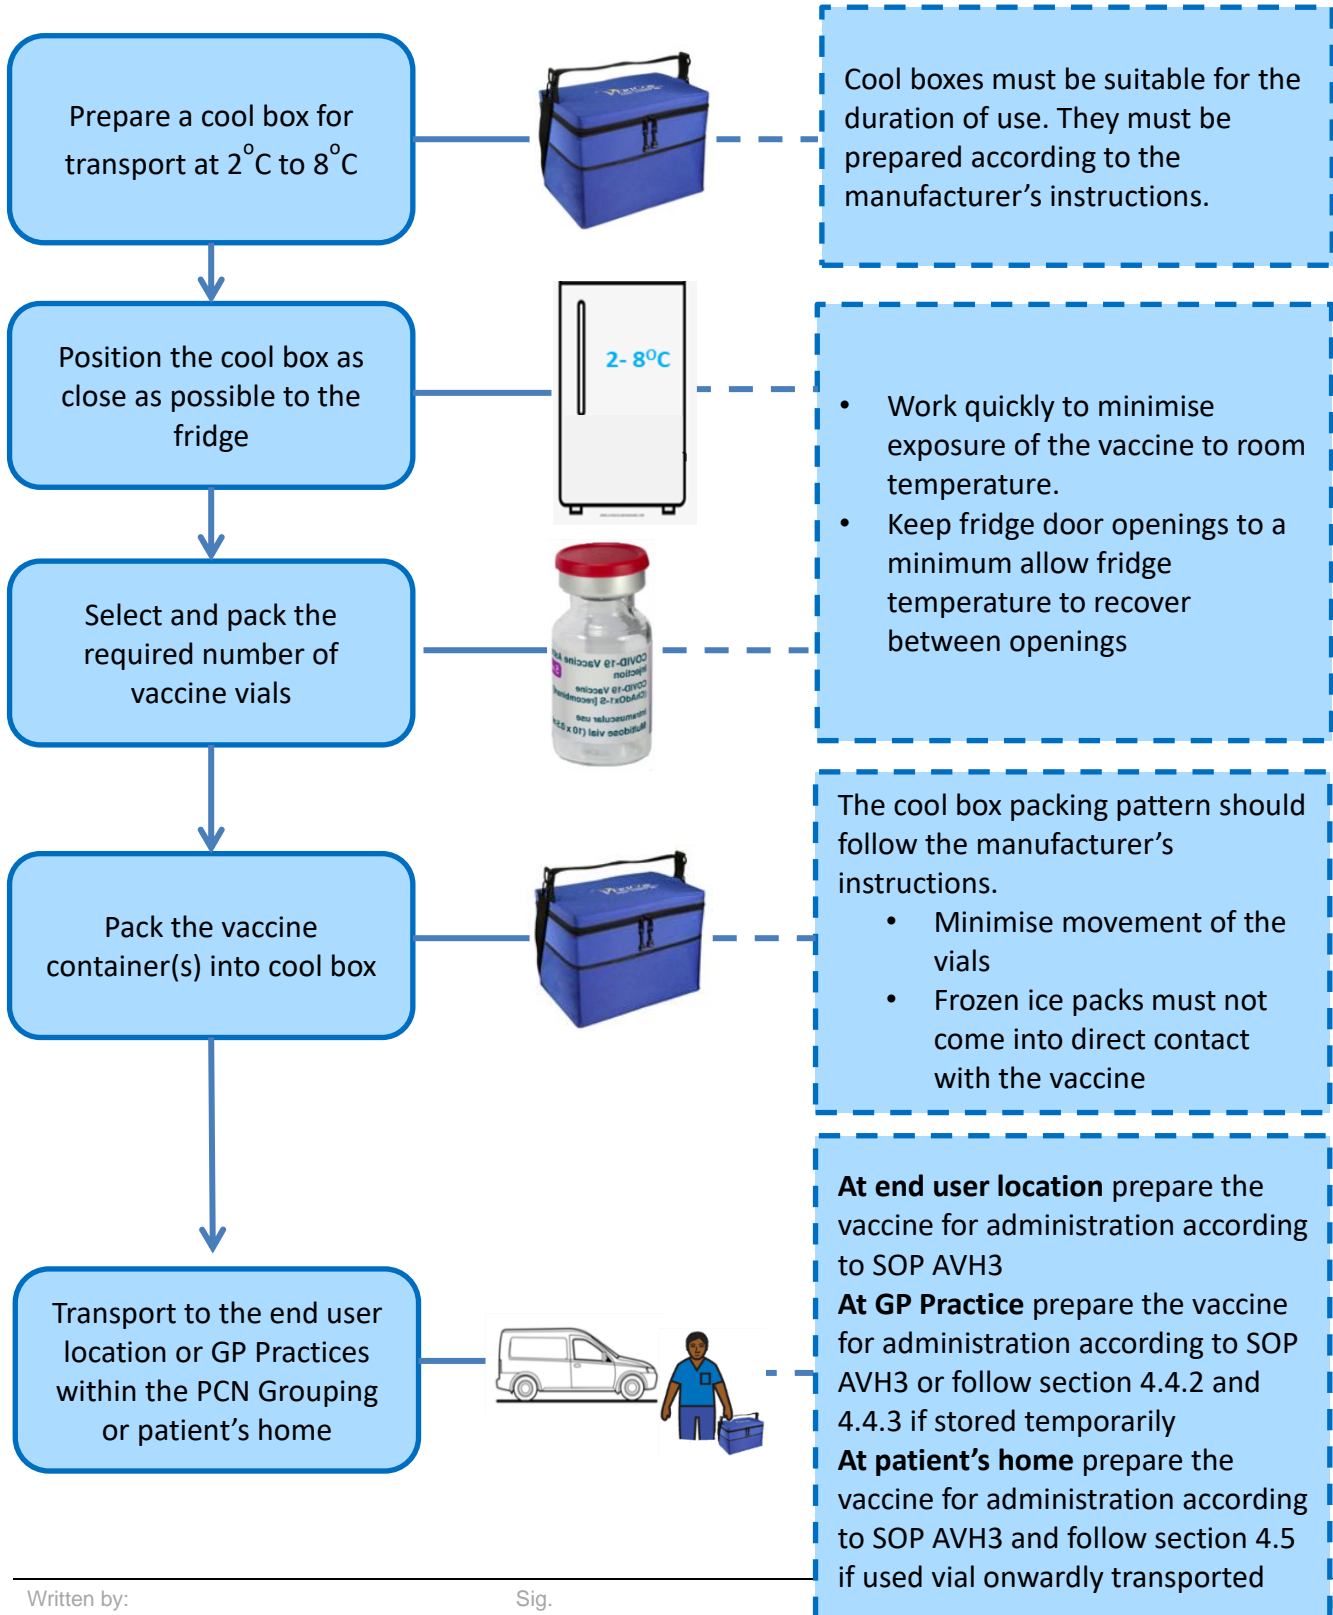 Prepare a cool box for
transport at 2°C to 8°C
Cool boxes must be suitable for the
duration of use. They must be
prepared according to the
manufacturer’s instructions.
Position the cool box as
close as possible to the
fridge
2- 8⁰C
• Work quickly to minimise
exposure of the vaccine to room
temperature.
• Keep fridge door openings to a
minimum allow fridge
temperature to recover
between openings
Select and pack the
required number of
vaccine vials
COVID-19 Vaccine
Injection
COVID-19 Vaccine
(ChAdOx1-S [recombinant
Intramuscular use
Multidose vial (10 x 0.5
Pack the vaccine
container(s) into cool box
The cool box packing pattern should
follow the manufacturer’s
instructions.
• Minimise movement of the
vials
• Frozen ice packs must not
come into direct contact
with the vaccine
Transport to the end user
location or GP Practices
within the PCN Grouping
or patient’s home
At end user location prepare the
vaccine for administration according
to SOP AVH3
At GP Practice prepare the vaccine
for administration according to SOP
AVH3 or follow section 4.4.2 and
4.4.3 if stored temporarily
At patient’s home prepare the
vaccine for administration according
to SOP AVH3 and follow section 4.5
if used vial onwardly transported
Written by:
Sig.